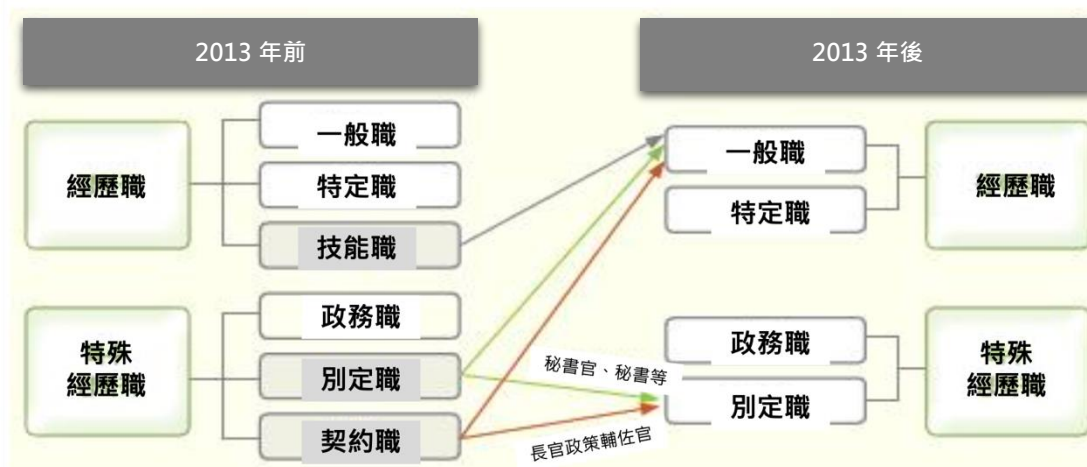 2013 年前
2013 年後
經歷職
一般職
特定職
技能職
特殊
經歷職
政務職
別定職
契約職
秘書官、秘書等
長官政策輔佐官
一般職
特定職
經歷職
政務職
別定職
特殊
經歷職